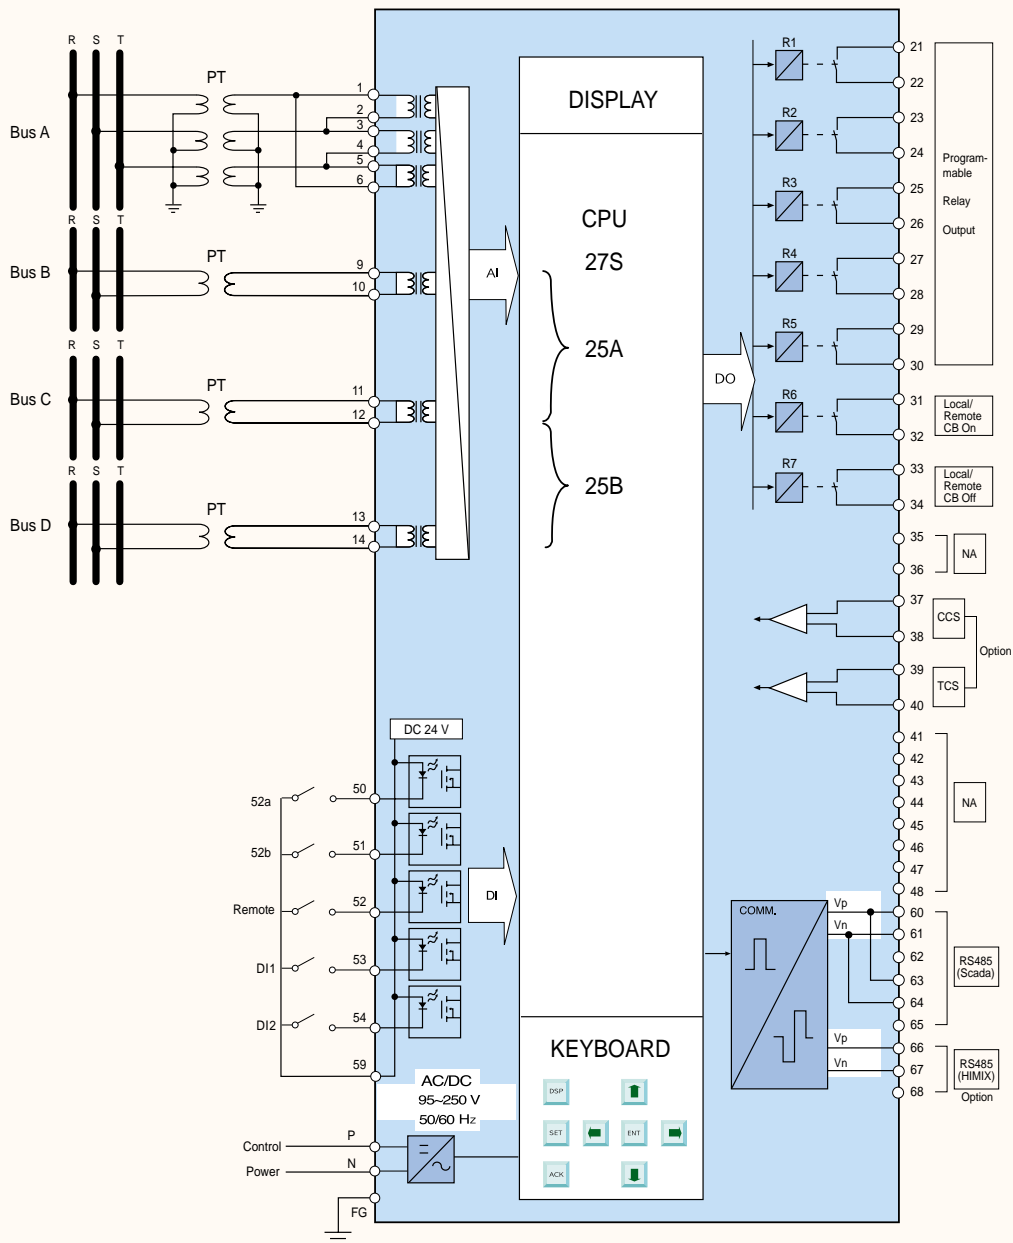 R S T
PT
Bus A
1
2
3
4
5
6
R S T
PT
Bus B
9
10
R S T
PT
Bus C
11
12
R S T
PT
Bus D
13
14
AI
DISPLAY
CPU
27S
25A
25B
DO
R1
R2
R3
R4
R5
R6
R7
21
22
23
24
25
26
27
28
29
30
31
32
33
34
35
36
37
38
39
40
41
42
43
44
45
46
47
48
60
61
62
63
64
65
66
67
68
Program-
mable
Relay
Output
Local/
Remote
CB On
Local/
Remote
CB Off
NA
CCS
Option
TCS
NA
RS485
(Scada)
RS485
(HIMIX)
Option
COMM.
Vp
Vn
Vp
Vn
DC 24 V
52a
50
52b
51
Remote
52
DI1
53
DI2
54
59
DI
AC/DC
95~250 V
50/60 Hz
Control
P
Power
N
FG
KEYBOARD
DSP
SET
ENT
ACK